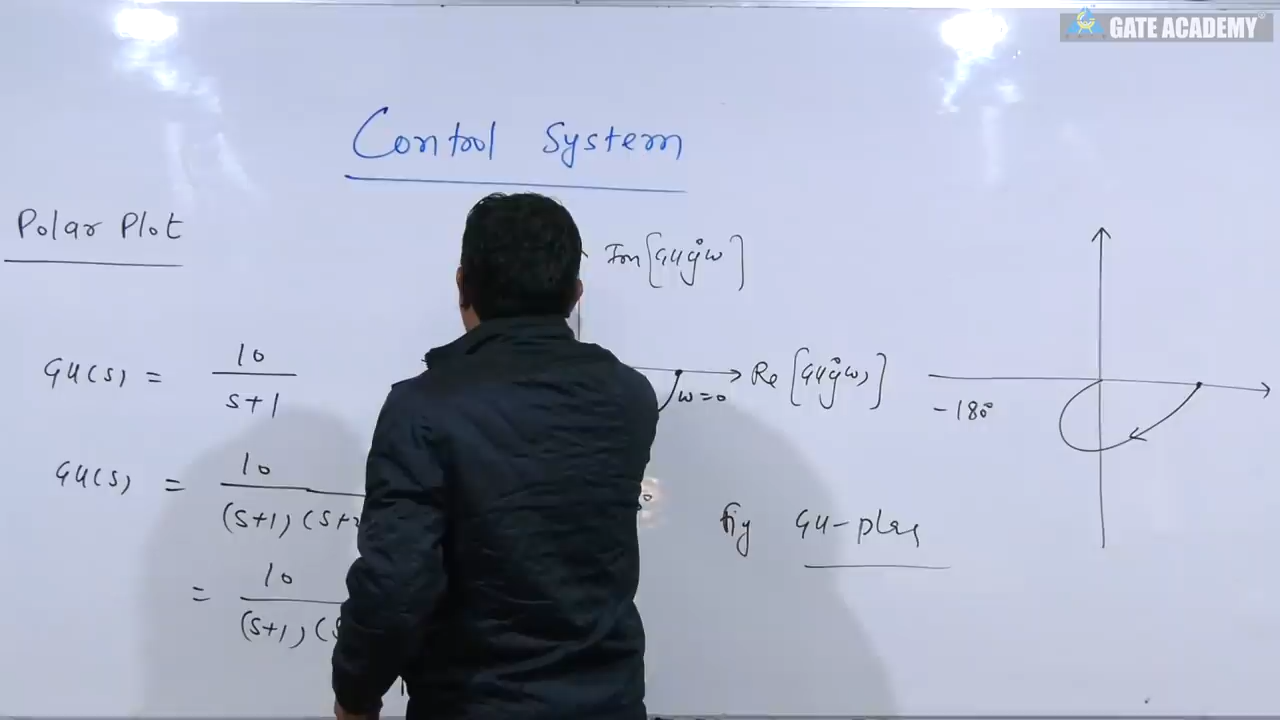 GATE ACADEMY
Control System
Polar Plot
Im[GH(jω]
GH(s) = 10
s+1
Re [GH(jω)]
ω=0
-180°
GH(s) = 10
(s+1) (s+2
fig GH-plan
= 10
(s+1) (s